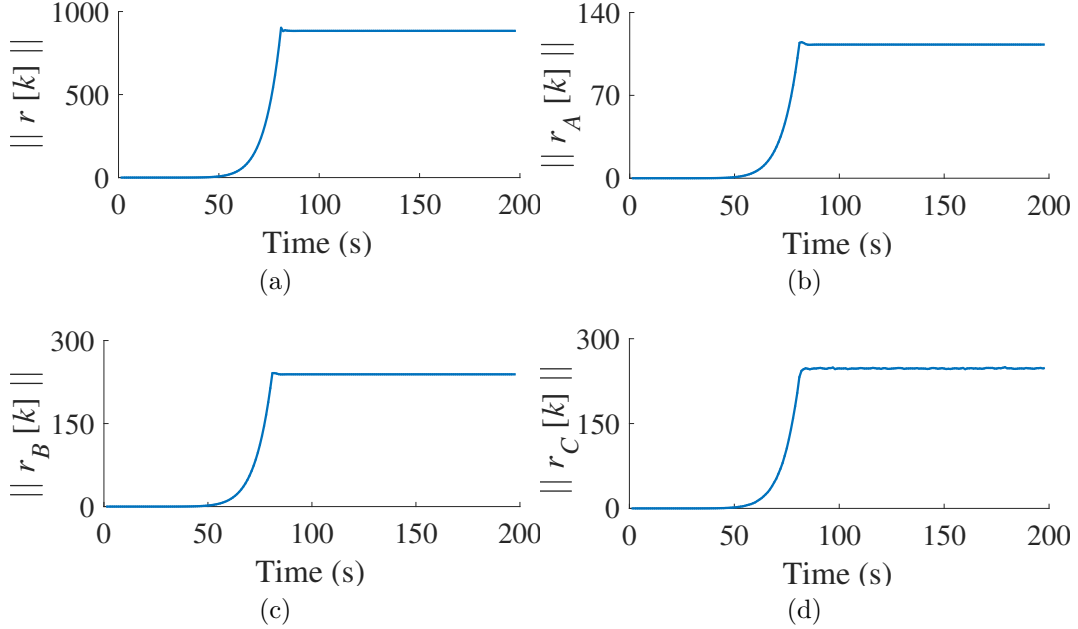 1000
500
0
|| r [k] ||
0 50 100 150 200
Time (s)
(a)
140
70
0
|| r_A [k] ||
0 50 100 150 200
Time (s)
(b)
300
150
0
|| r_B [k] ||
0 50 100 150 200
Time (s)
(c)
300
150
0
|| r_C [k] ||
0 50 100 150 200
Time (s)
(d)